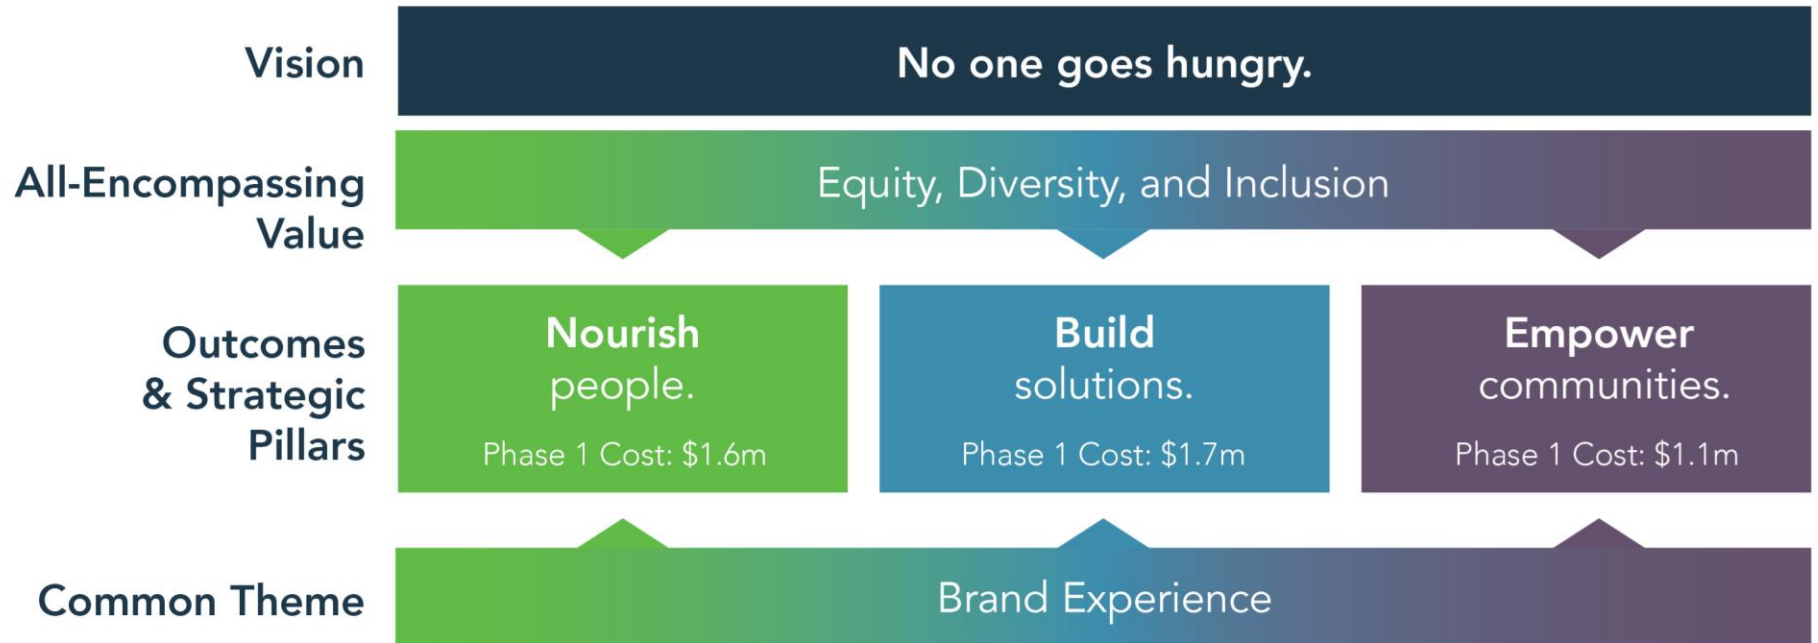 Vision
No one goes hungry.
All-Encompassing
Value
Equity, Diversity, and Inclusion
Outcomes
& Strategic
Pillars
Nourish
people.
Phase 1 Cost: $1.6m
Build
solutions.
Phase 1 Cost: $1.7m
Empower
communities.
Phase 1 Cost: $1.1m
Common Theme
Brand Experience